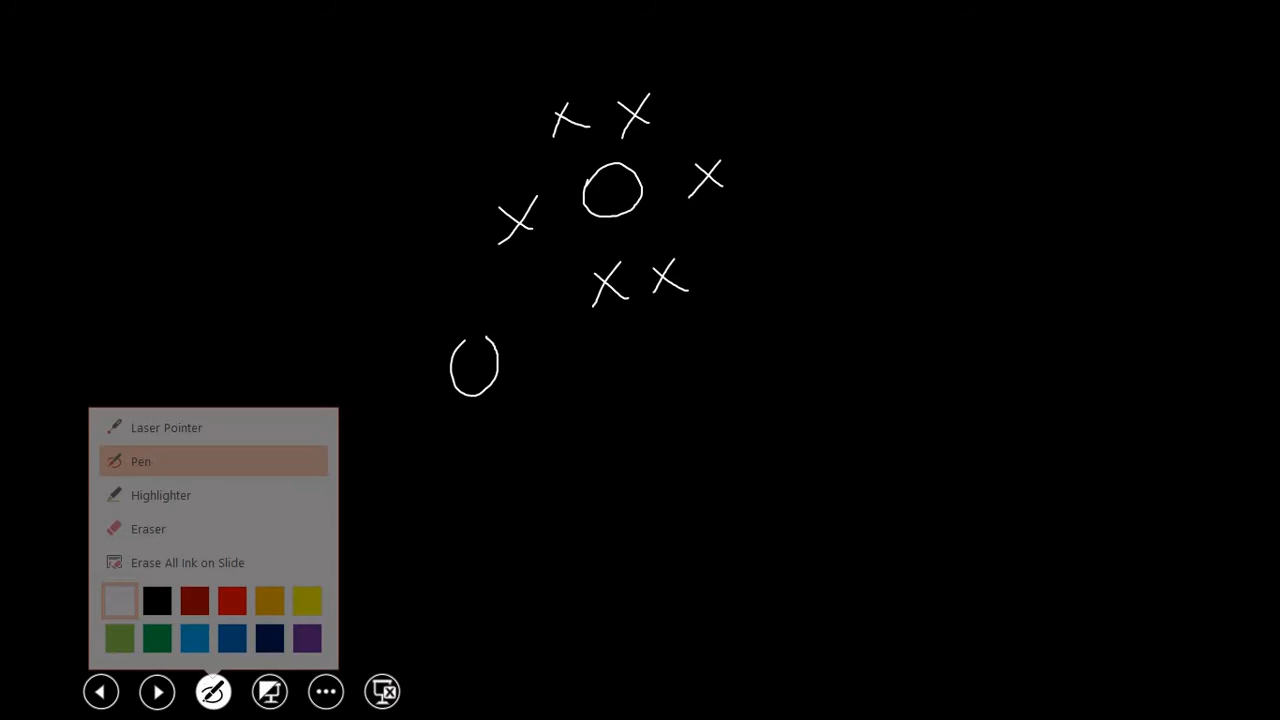 X X
O X
X
X X
O
Laser Pointer
Pen
Highlighter
Eraser
Erase All Ink on Slide